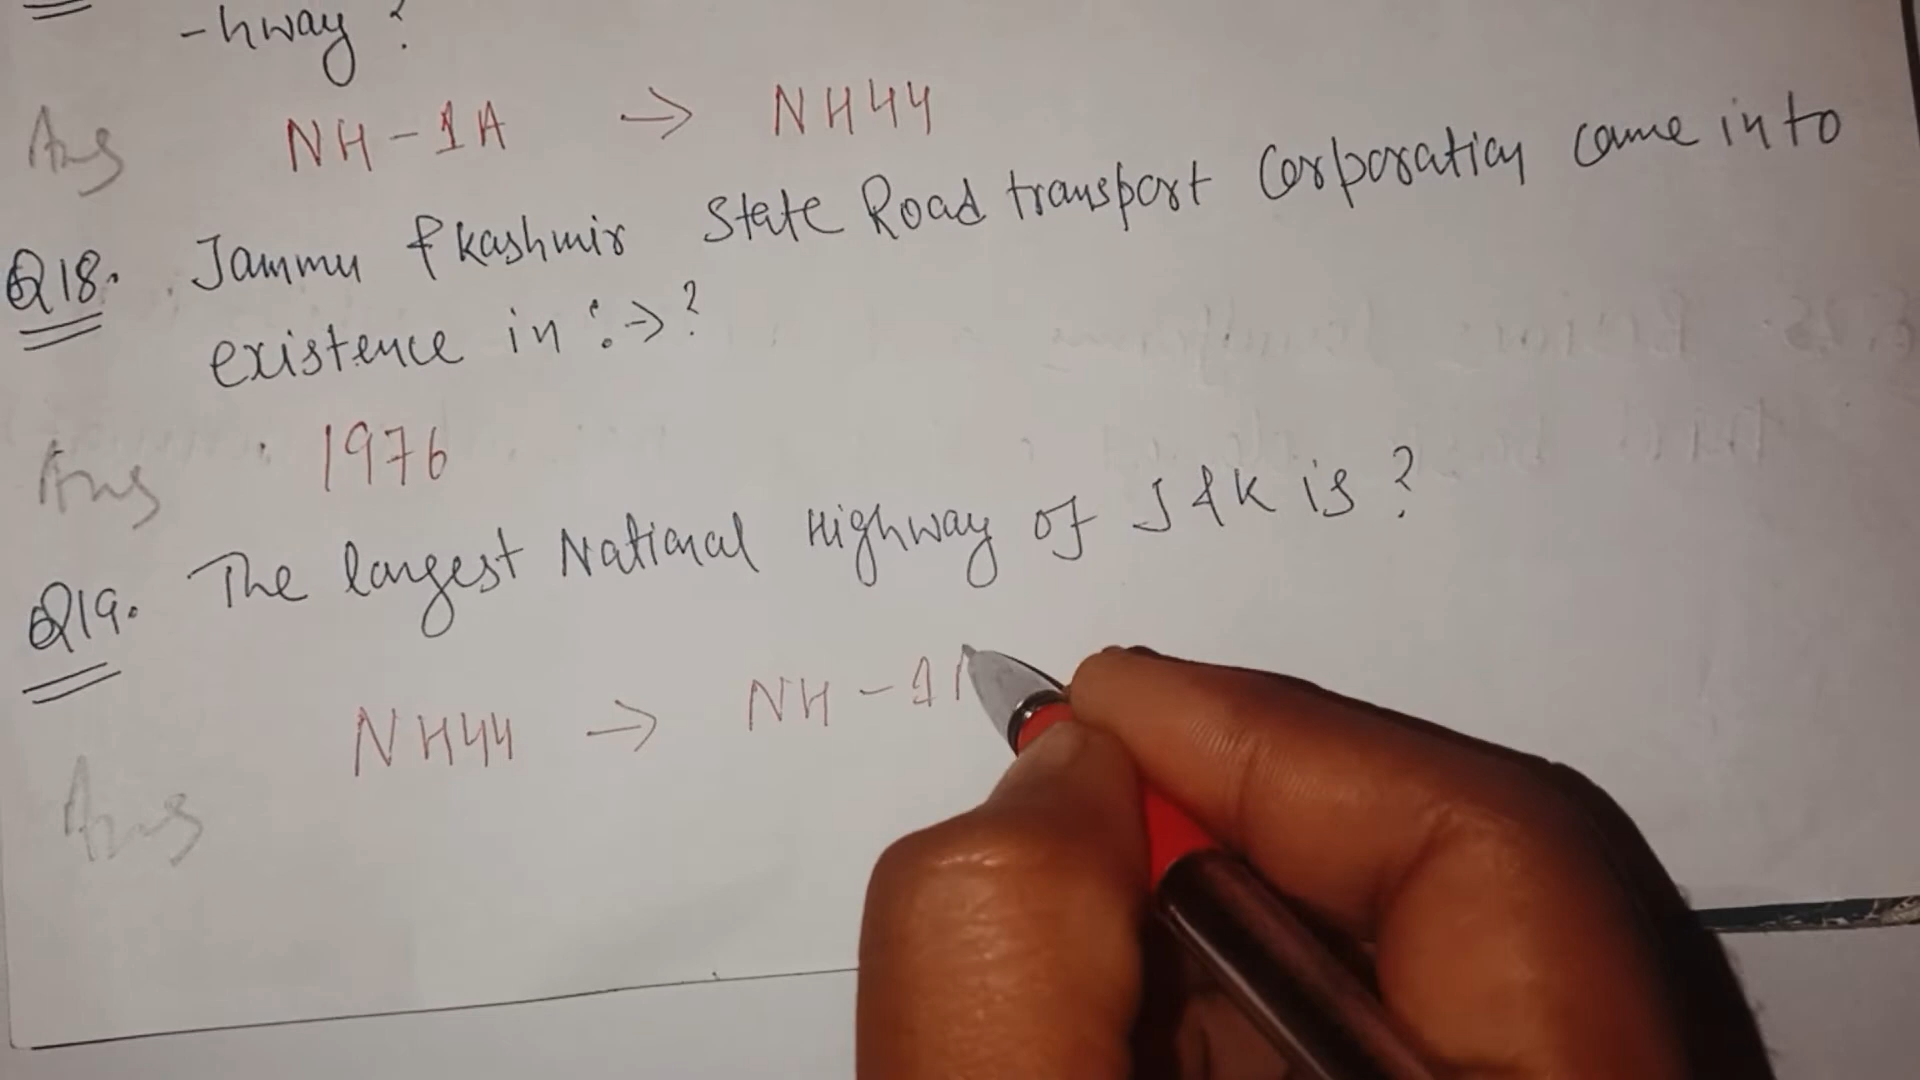 -hway ?
Ans NH-1A → NH44
Q18. Jammu & Kashmir State Road transport Corporation came into
existence in :→ ?
Ans 1976
Q19. The largest National Highway of J&K is ?
Ans NH44 → NH-1A